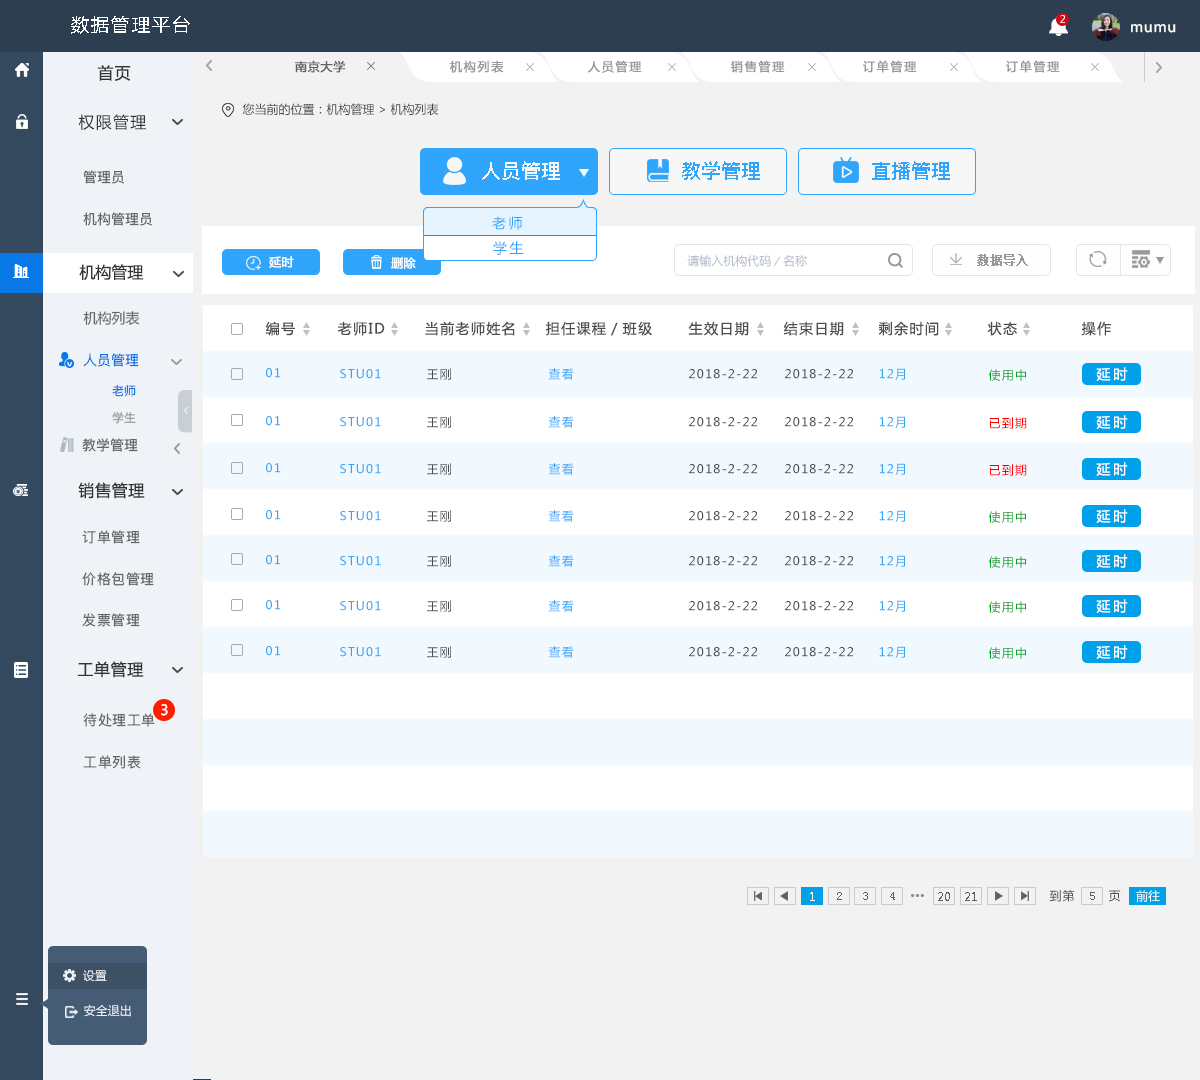 数据管理平台
2
mumu
首页
南京大学
机构列表
人员管理
销售管理
订单管理
订单管理
您当前的位置：机构管理 > 机构列表
权限管理
管理员
机构管理员
机构管理
机构列表
人员管理
老师
学生
教学管理
销售管理
订单管理
价格包管理
发票管理
工单管理
待处理工单
3
工单列表
设置
安全退出
人员管理
教学管理
直播管理
老师
学生
延时
删除
请输入机构代码 / 名称
数据导入
编号 老师ID 当前老师姓名 担任课程 / 班级 生效日期 结束日期 剩余时间 状态 操作
01 STU01 王刚 查看 2018-2-22 2018-2-22 12月 使用中 延时
01 STU01 王刚 查看 2018-2-22 2018-2-22 12月 已到期 延时
01 STU01 王刚 查看 2018-2-22 2018-2-22 12月 已到期 延时
01 STU01 王刚 查看 2018-2-22 2018-2-22 12月 使用中 延时
01 STU01 王刚 查看 2018-2-22 2018-2-22 12月 使用中 延时
01 STU01 王刚 查看 2018-2-22 2018-2-22 12月 使用中 延时
01 STU01 王刚 查看 2018-2-22 2018-2-22 12月 使用中 延时
1 2 3 4 ••• 20 21 到第 5 页 前往